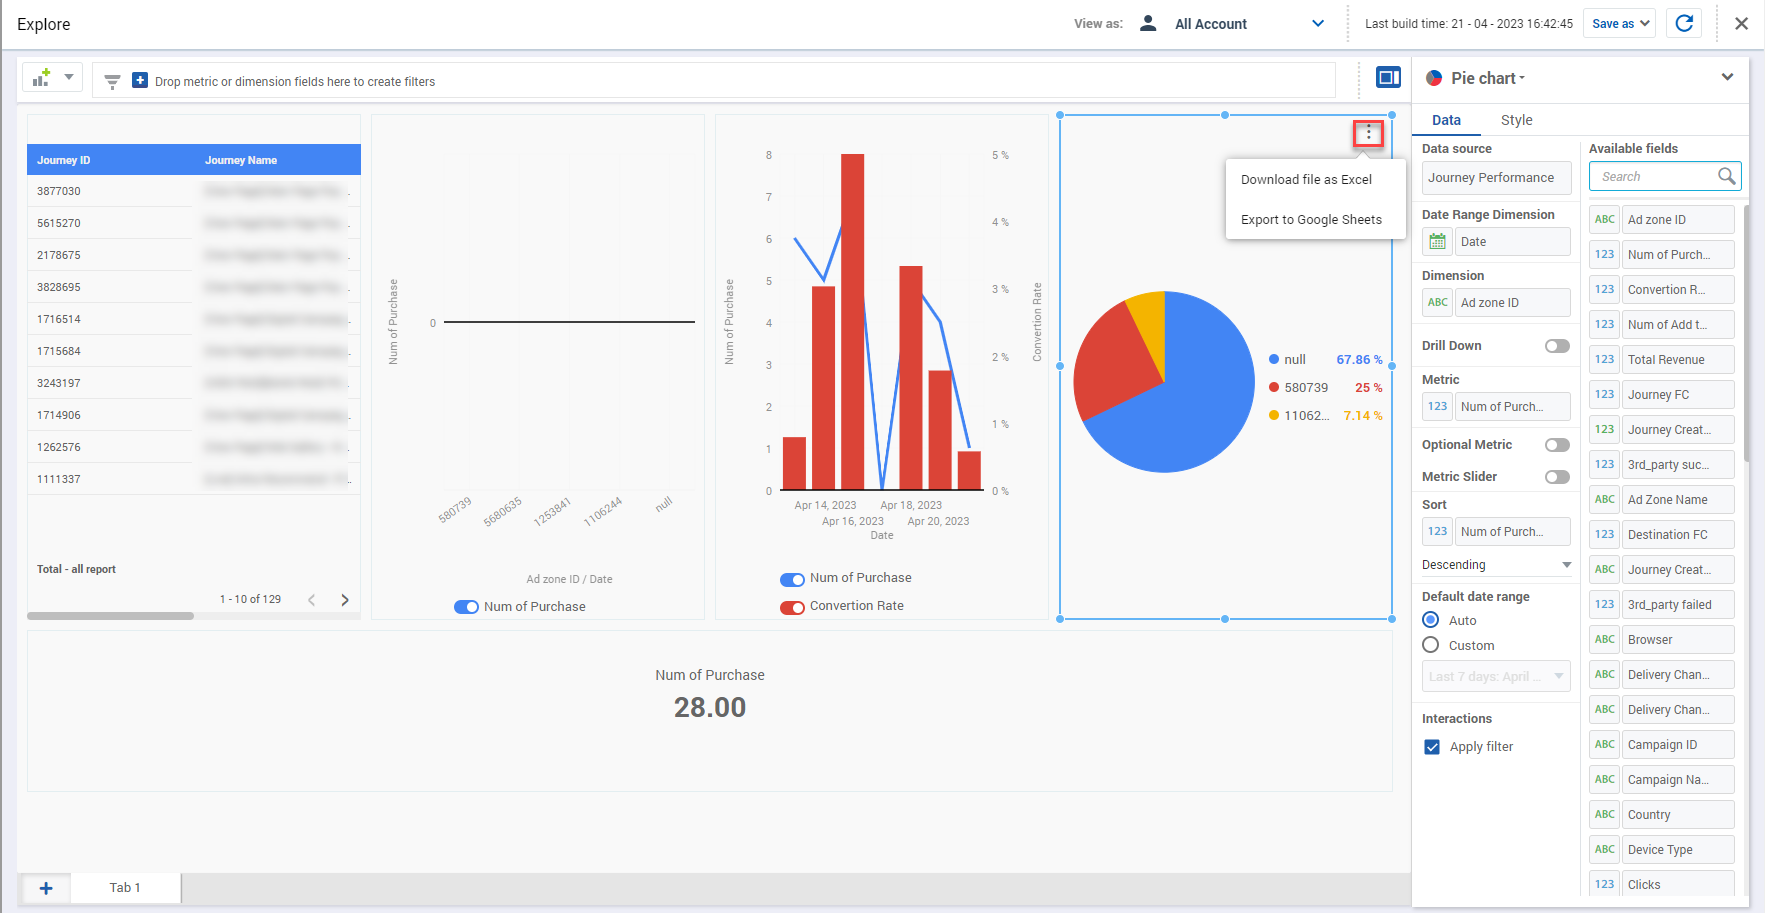 Explore
View as: All Account
Last build time: 21 - 04 - 2023 16:42:45
Save as
Drop metric or dimension fields here to create filters
Journey ID Journey Name
3877030
5615270
2178675
3828695
1716514
1715684
3243197
1714906
1262576
1111337
Total - all report
1 - 10 of 129
Num of Purchase
0
580739 5680635 1253841 1106244 null
Ad zone ID / Date
Num of Purchase
Num of Purchase
8
7
6
5
4
3
2
1
0
5 %
4 %
3 %
2 %
1 %
0 %
Convertion Rate
Apr 14, 2023 Apr 18, 2023
Apr 16, 2023 Apr 20, 2023
Date
Num of Purchase
Convertion Rate
Download file as Excel
Export to Google Sheets
null 67.86 %
580739 25 %
11062... 7.14 %
Num of Purchase
28.00
Tab 1
Pie chart
Data Style
Data source
Journey Performance
Date Range Dimension
Date
Dimension
ABC Ad zone ID
Drill Down
Metric
123 Num of Purch...
Optional Metric
Metric Slider
Sort
123 Num of Purch...
Descending
Default date range
Auto
Custom
Last 7 days: April ...
Interactions
Apply filter
Available fields
Search
ABC Ad zone ID
123 Num of Purch...
123 Convertion R...
123 Num of Add t...
123 Total Revenue
123 Journey FC
123 Journey Creat...
123 3rd_party suc...
ABC Ad Zone Name
123 Destination FC
ABC Journey Creat...
123 3rd_party failed
ABC Browser
ABC Delivery Chan...
ABC Delivery Chan...
ABC Campaign ID
ABC Campaign Na...
ABC Country
ABC Device Type
123 Clicks